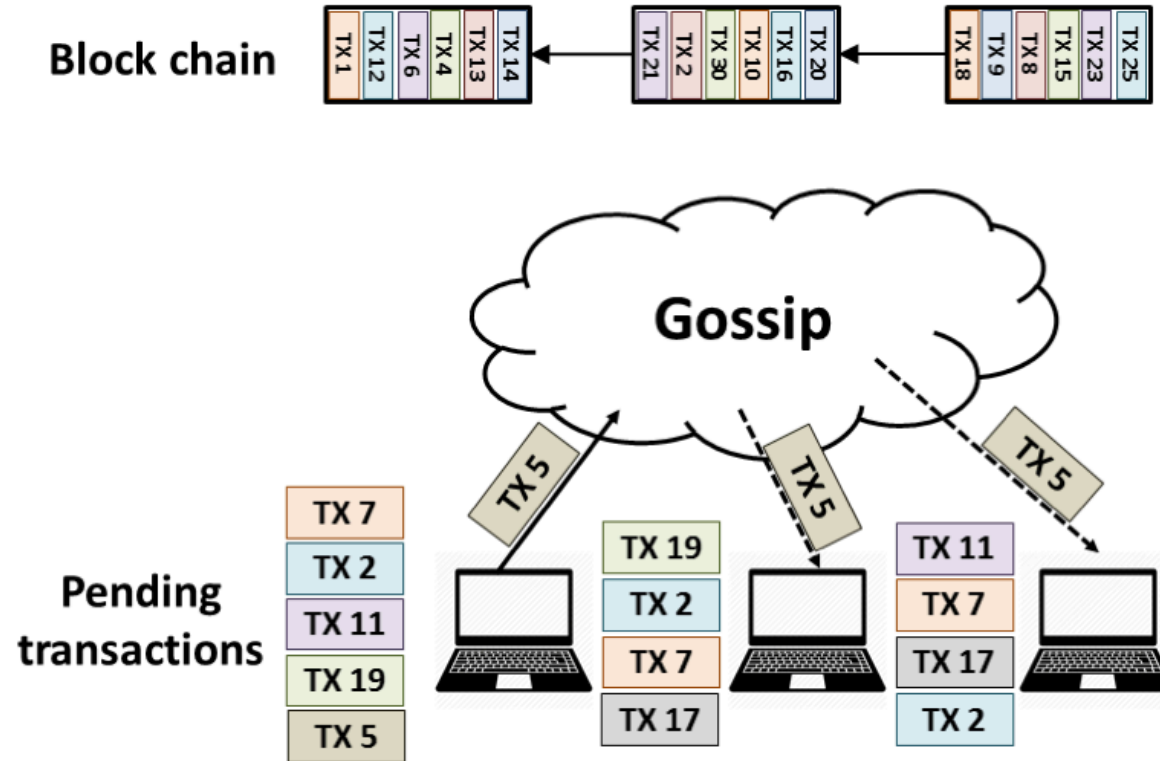 Block chain
TX 1
TX 12
TX 6
TX 4
TX 13
TX 14
TX 21
TX 2
TX 30
TX 10
TX 16
TX 20
TX 18
TX 9
TX 8
TX 15
TX 23
TX 25
Gossip
TX 5
TX 5
TX 5
Pending
transactions
TX 7
TX 2
TX 11
TX 19
TX 5
TX 19
TX 2
TX 7
TX 17
TX 11
TX 7
TX 17
TX 2